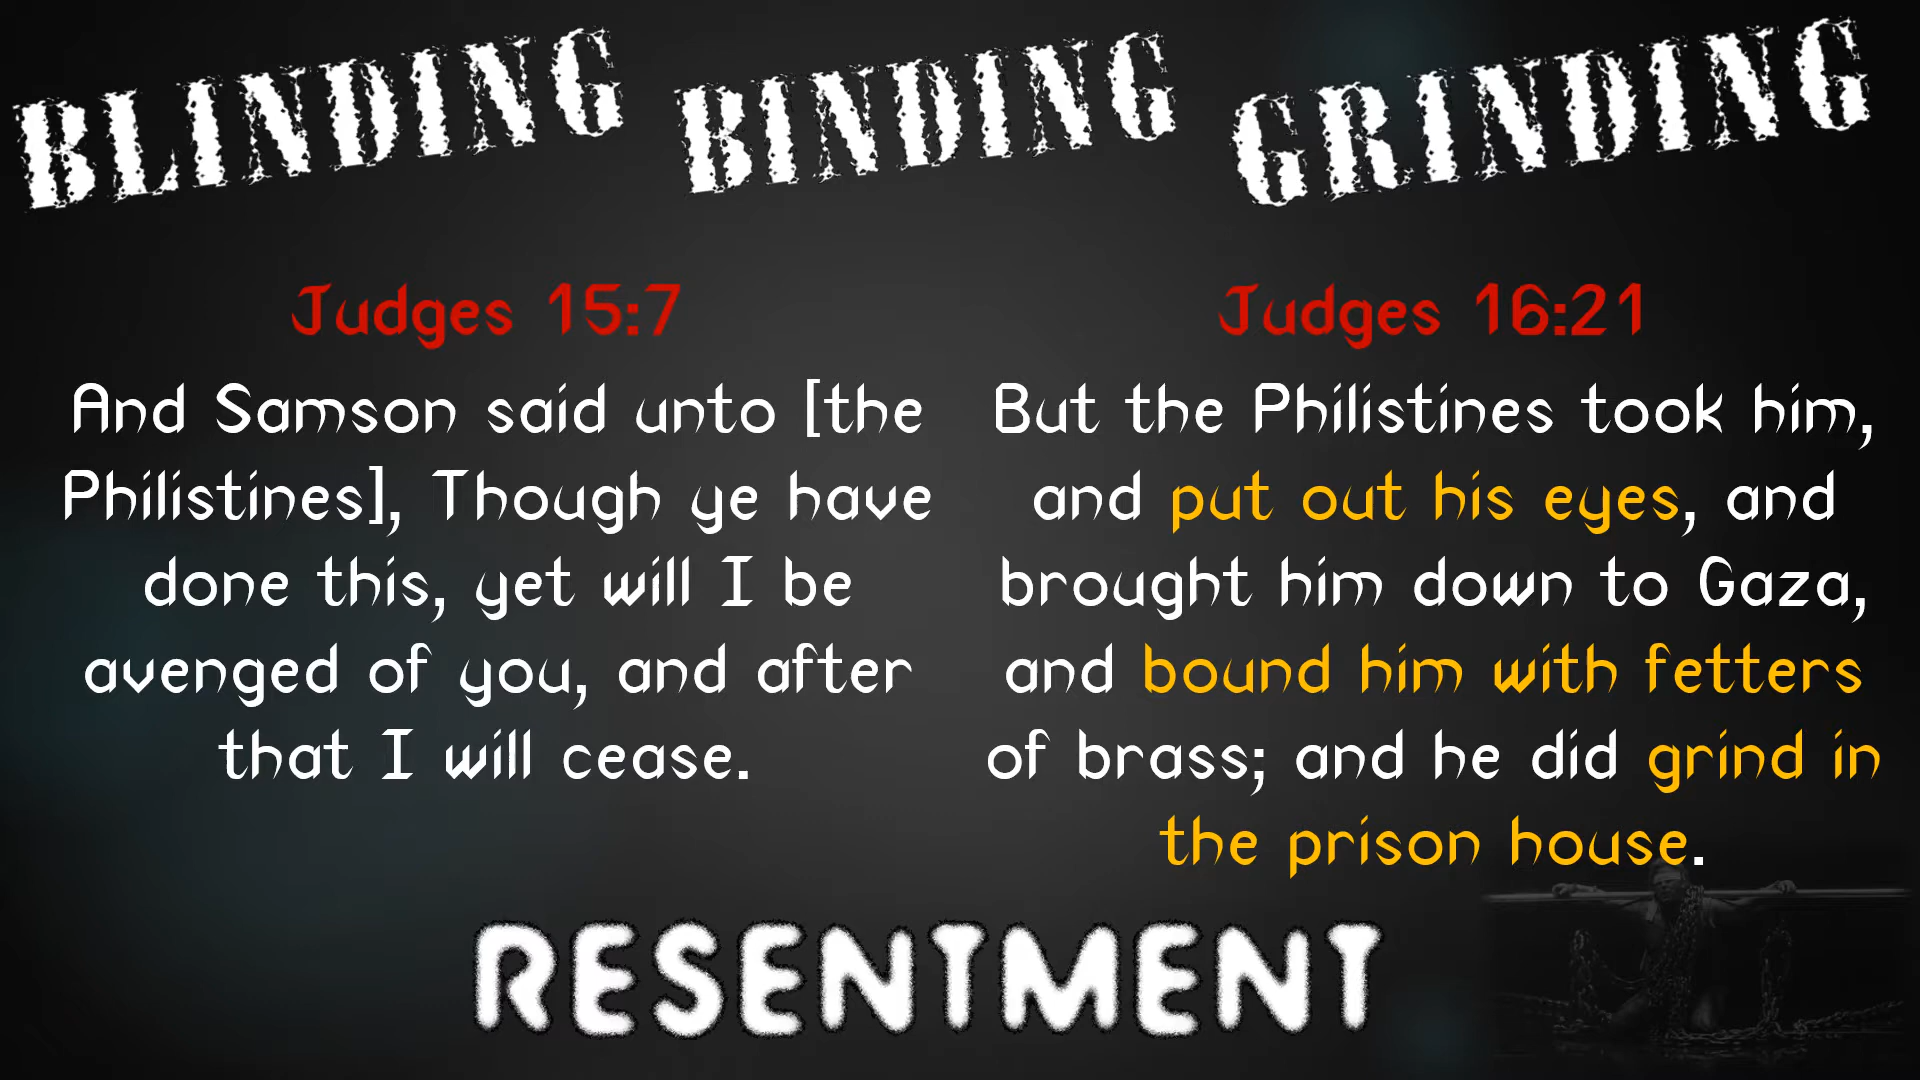 BLINDING BINDING GRINDING
Judges 15:7
And Samson said unto [the
Philistines], Though ye have
done this, yet will I be
avenged of you, and after
that I will cease.
Judges 16:21
But the Philistines took him,
and put out his eyes, and
brought him down to Gaza,
and bound him with fetters
of brass; and he did grind in
the prison house.
RESENTMENT